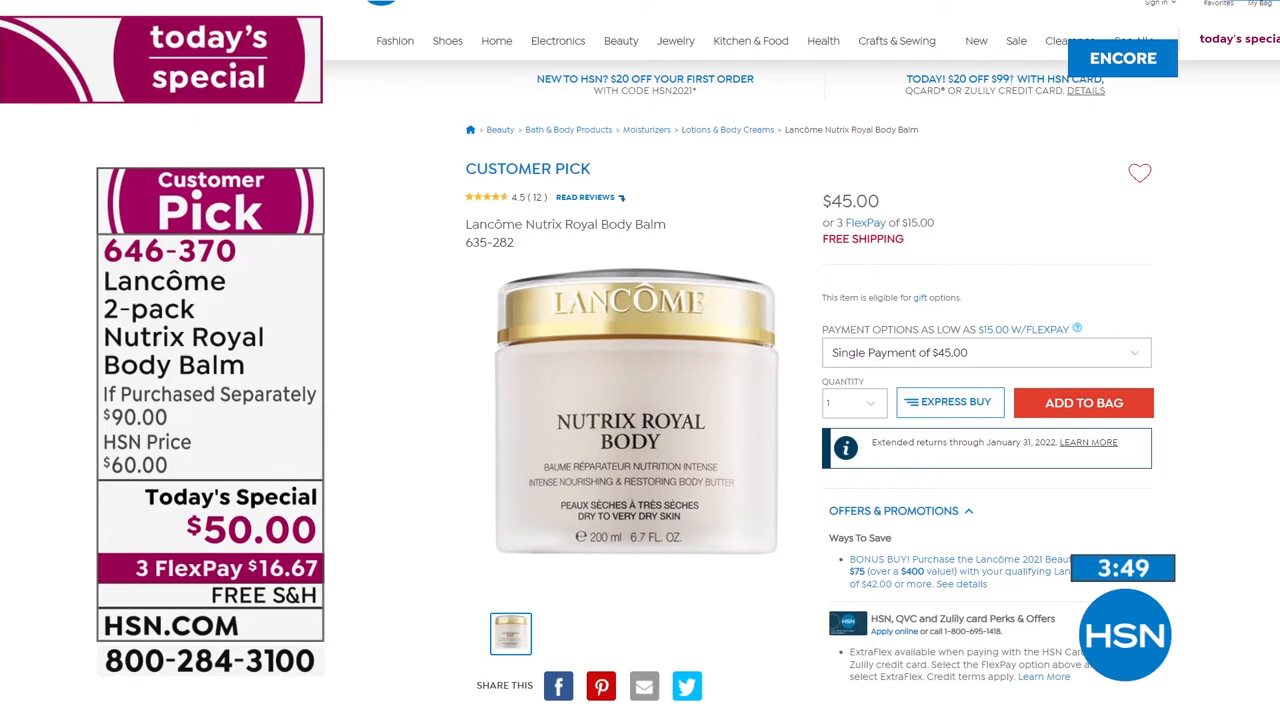 today's
special
Customer
Pick
646-370
Lancôme
2-pack
Nutrix Royal
Body Balm
If Purchased Separately
$90.00
HSN Price
$60.00
Today's Special
$50.00
3 FlexPay $16.67
FREE S&H
HSN.COM
800-284-3100
Sign in
Favorites
My Bag
Fashion
Shoes
Home
Electronics
Beauty
Jewelry
Kitchen & Food
Health
Crafts & Sewing
New
Sale
ENCORE
today's specia
NEW TO HSN? $20 OFF YOUR FIRST ORDER
WITH CODE HSN2021*
TODAY! $20 OFF $99† WITH HSN CARD,
QCARD® OR ZULILY CREDIT CARD. DETAILS
> Beauty > Bath & Body Products > Moisturizers > Lotions & Body Creams > Lancôme Nutrix Royal Body Balm
CUSTOMER PICK
4.5 ( 12 ) READ REVIEWS
Lancôme Nutrix Royal Body Balm
635-282
LANCÔME
NUTRIX ROYAL
BODY
BAUME RÉPARATEUR NUTRITION INTENSE
INTENSE NOURISHING & RESTORING BODY BUTTER
PEAUX SÈCHES À TRÈS SÈCHES
DRY TO VERY DRY SKIN
℮ 200 ml 6.7 FL. OZ.
SHARE THIS
$45.00
or 3 FlexPay of $15.00
FREE SHIPPING
This item is eligible for gift options.
PAYMENT OPTIONS AS LOW AS $15.00 W/FLEXPAY ?
Single Payment of $45.00
QUANTITY
1
EXPRESS BUY
ADD TO BAG
Extended returns through January 31, 2022. LEARN MORE
OFFERS & PROMOTIONS
Ways To Save
• BONUS BUY! Purchase the Lancôme 2021 Beau
$75 (over a $400 value!) with your qualifying Lan
of $42.00 or more. See details
3:49
HSN
HSN, QVC and Zulily card Perks & Offers
Apply online or call 1-800-695-1418.
• ExtraFlex available when paying with the HSN Car
Zulily credit card. Select the FlexPay option above a
select ExtraFlex. Credit terms apply. Learn More
HSN